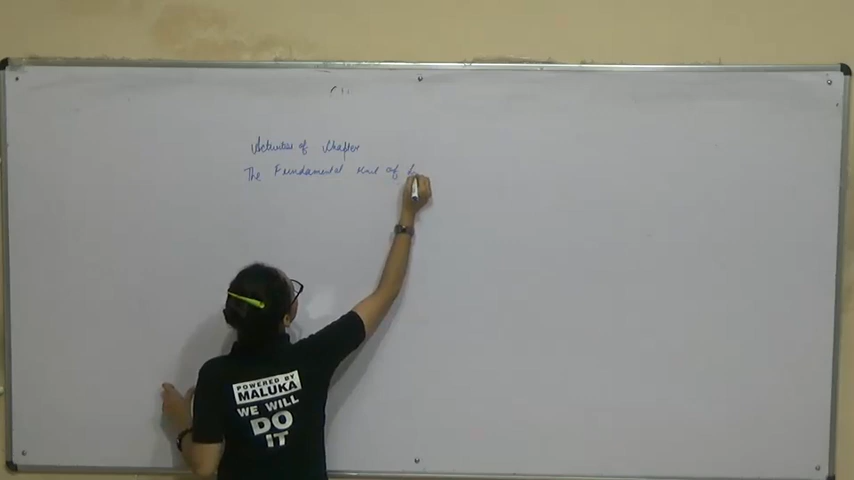 Activities of Chapter
The Fundamental Unit of
POWERED BY
MALUKA
WE WILL
DO
IT